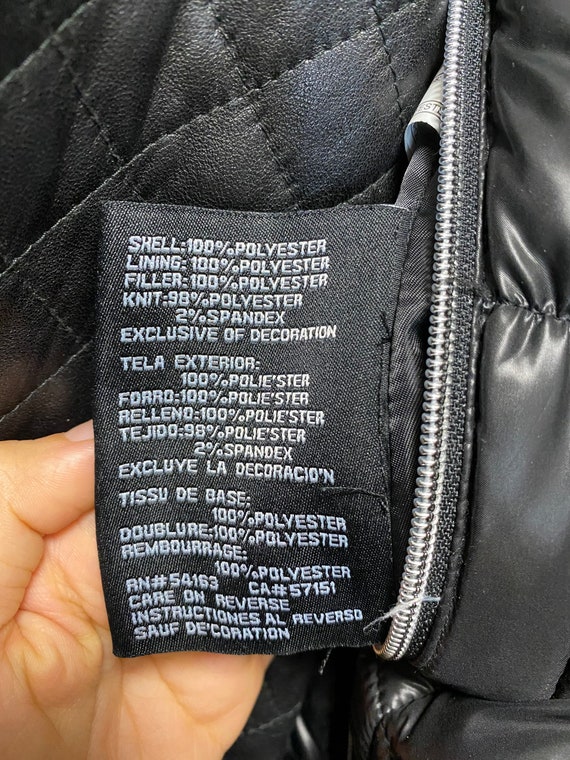 SHELL:100%POLYESTER
LINING:100%POLYESTER
FILLER:100%POLYESTER
KNIT:98%POLYESTER
2%SPANDEX
EXCLUSIVE OF DECORATION
TELA EXTERIOR:
100%POLIE'STER
FORRO:100%POLIE'STER
RELLENO:100%POLIE'STER
TEJIDO:98%POLIE'STER
2%SPANDEX
EXCLUYE LA DECORACIO'N
TISSU DE BASE:
100%POLYESTER
DOUBLURE:100%POLYESTER
REMBOURRAGE:
100%POLYESTER
RN#54163 CA#57151
CARE ON REVERSE
INSTRUCTIONES AL REVERSO
SAUF DE'CORATION